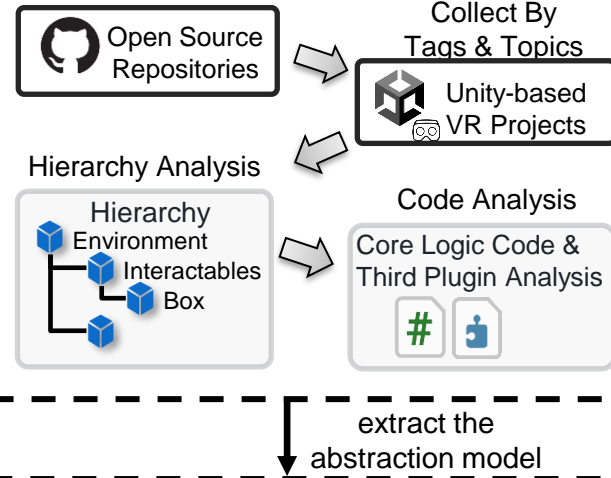 Open Source
Repositories
Collect By
Tags & Topics
Unity-based
VR Projects
Hierarchy Analysis
Hierarchy
Environment
Interactables
Box
Code Analysis
Core Logic Code &
Third Plugin Analysis
#
extract the
abstraction model